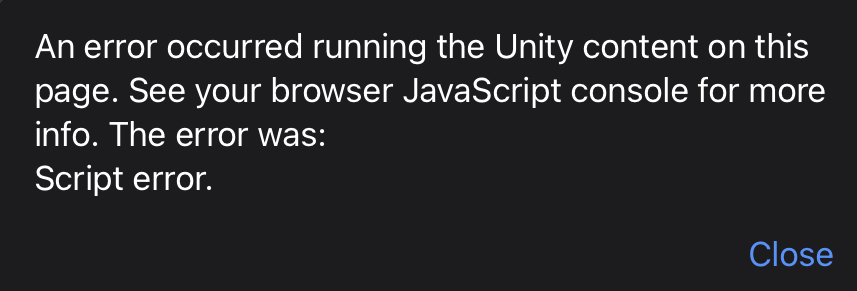 An error occurred running the Unity content on this
page. See your browser JavaScript console for more
info. The error was:
Script error.
Close